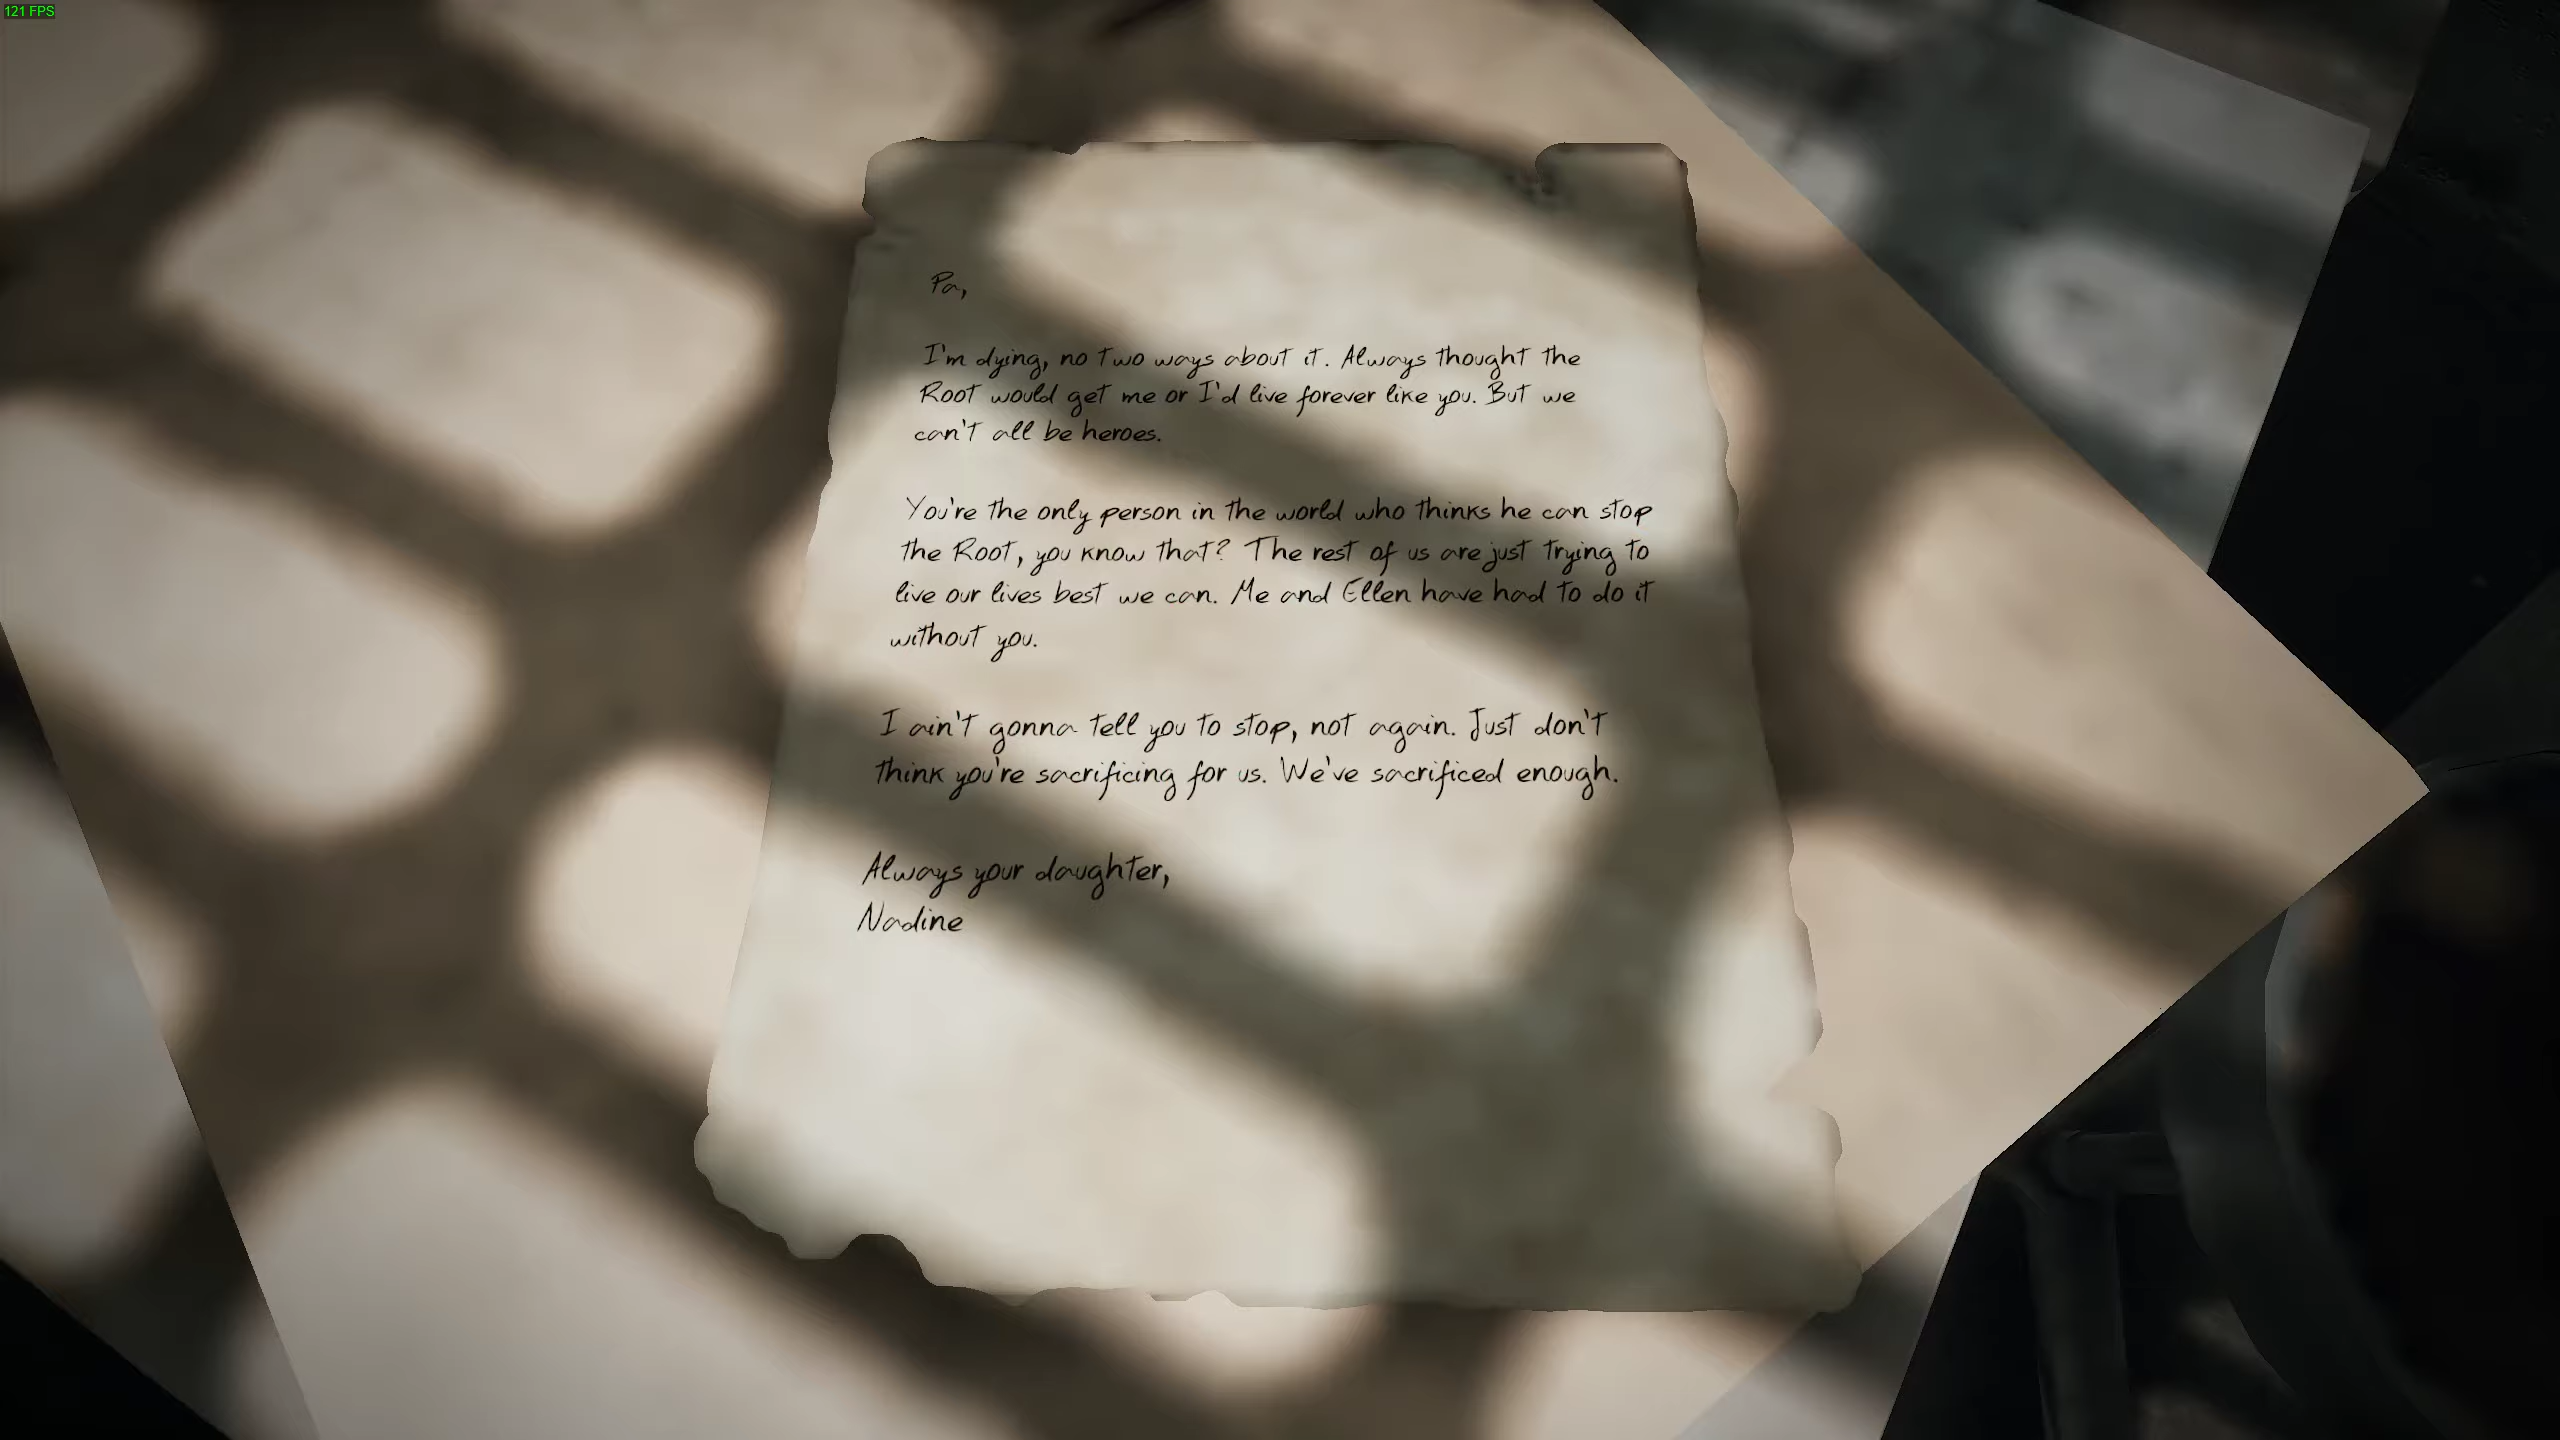 121 FPS
Pa,
I'm dying, no two ways about it. Always thought the
Root would get me or I'd live forever like you. But we
can't all be heroes.
You're the only person in the world who thinks he can stop
the Root, you know that? The rest of us are just trying to
live our lives best we can. Me and Ellen have had to do it
without you.
I ain't gonna tell you to stop, not again. Just don't
think you're sacrificing for us. We've sacrificed enough.
Always your daughter,
Nadine